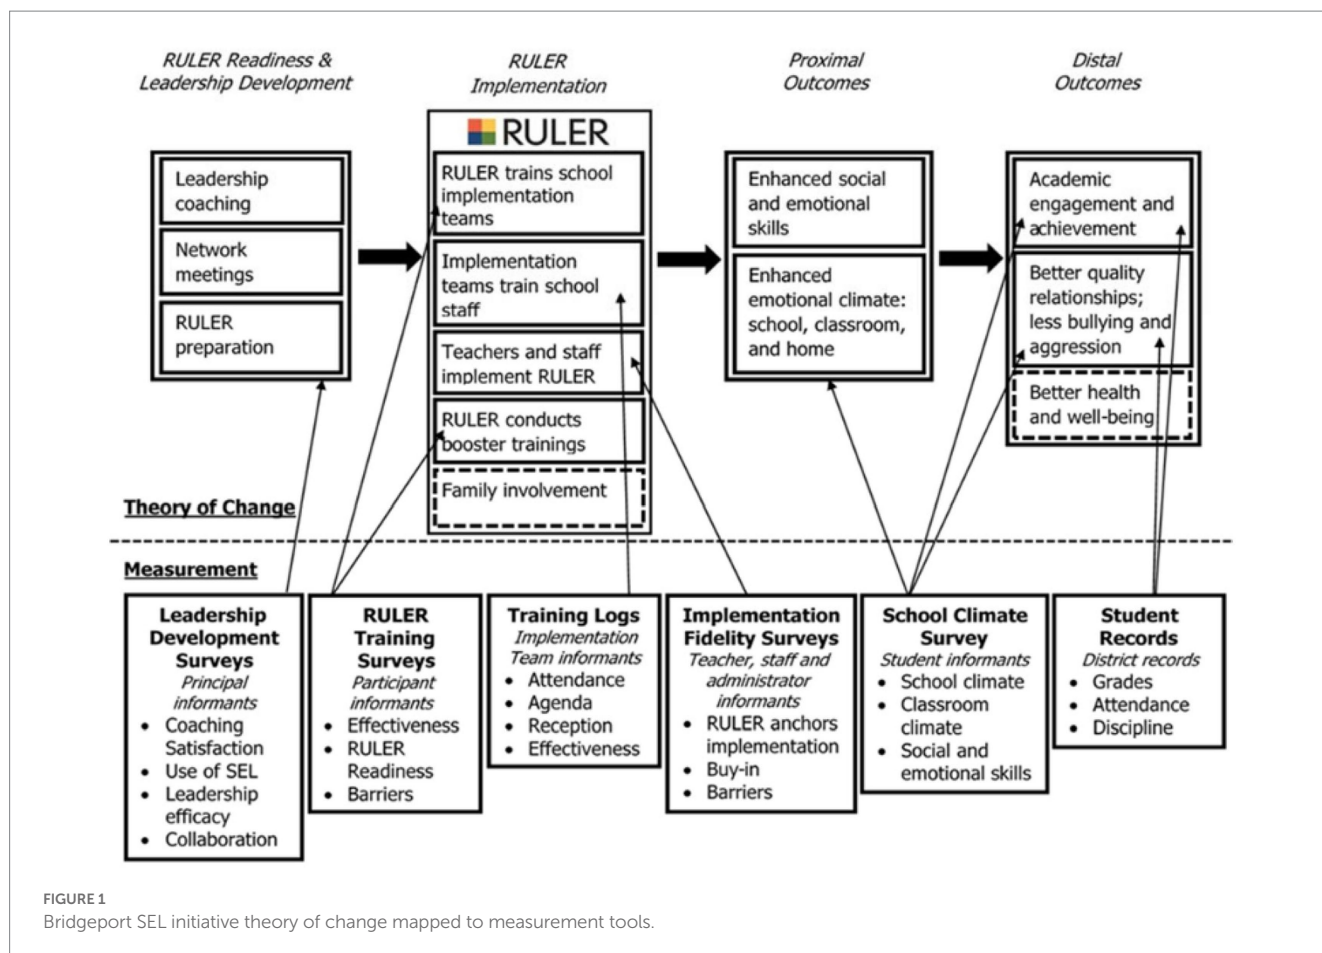 RULER Readiness &
Leadership Development
RULER
Implementation
Proximal
Outcomes
Distal
Outcomes
Leadership
coaching
Network
meetings
RULER
preparation
RULER
RULER trains school
implementation
teams
Implementation
teams train school
staff
Teachers and staff
implement RULER
RULER conducts
booster trainings
Family involvement
Enhanced social
and emotional
skills
Enhanced
emotional climate:
school, classroom,
and home
Academic
engagement and
achievement
Better quality
relationships;
less bullying and
aggression
Better health
and well-being
Theory of Change
Measurement
Leadership
Development
Surveys
Principal
informants
• Coaching
Satisfaction
• Use of SEL
• Leadership
efficacy
• Collaboration
RULER
Training
Surveys
Participant
informants
• Effectiveness
• RULER
Readiness
• Barriers
Training Logs
Implementation
Team informants
• Attendance
• Agenda
• Reception
• Effectiveness
Implementation
Fidelity Surveys
Teacher, staff and
administrator
informants
• RULER anchors
implementation
• Buy-in
• Barriers
School Climate
Survey
Student informants
• School climate
• Classroom
climate
• Social and
emotional skills
Student
Records
District records
• Grades
• Attendance
• Discipline
FIGURE 1
Bridgeport SEL initiative theory of change mapped to measurement tools.